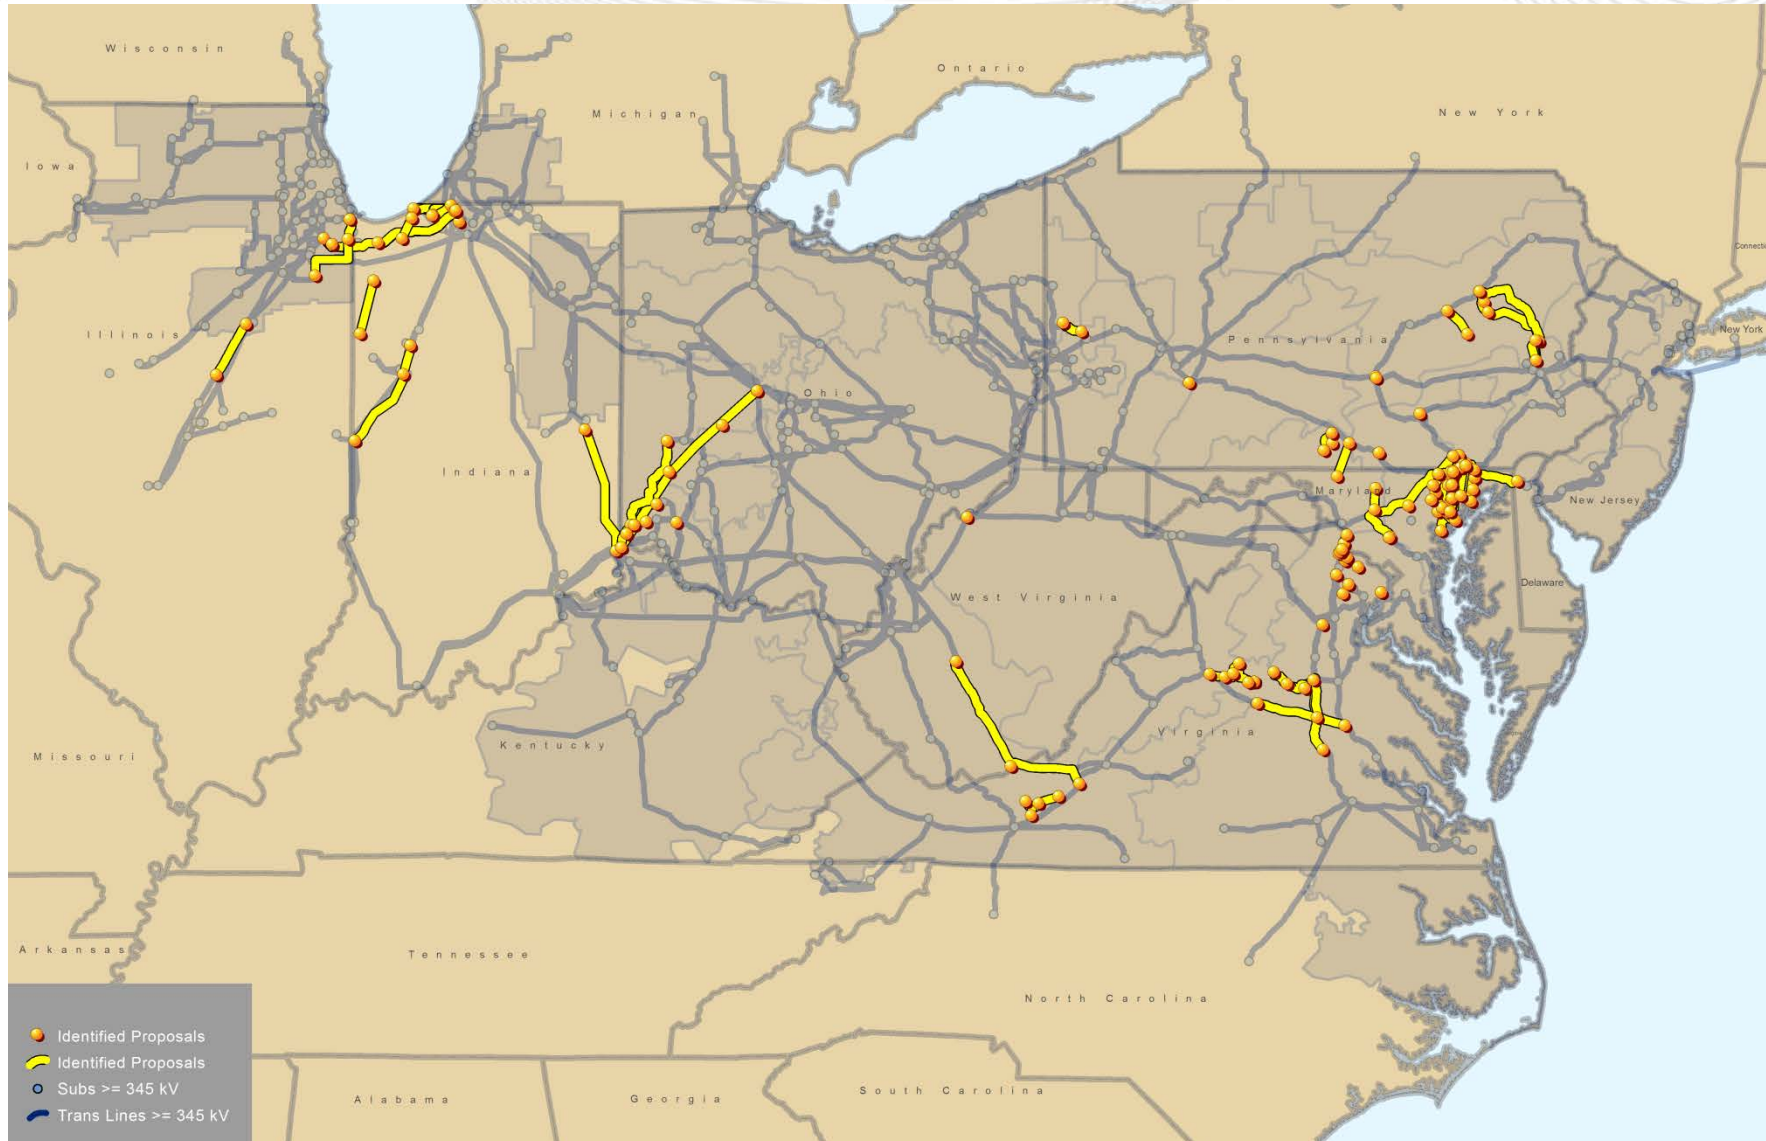 Wisconsin
Ontario
Michigan
New York
Iowa
Connecti
New York
Illinois
Pennsylvania
Ohio
Indiana
Maryland
New Jersey
Delaware
West Virginia
Virginia
Kentucky
Missouri
Arkansas
Tennessee
North Carolina
South Carolina
Alabama
Georgia
Identified Proposals
Identified Proposals
Subs >= 345 kV
Trans Lines >= 345 kV